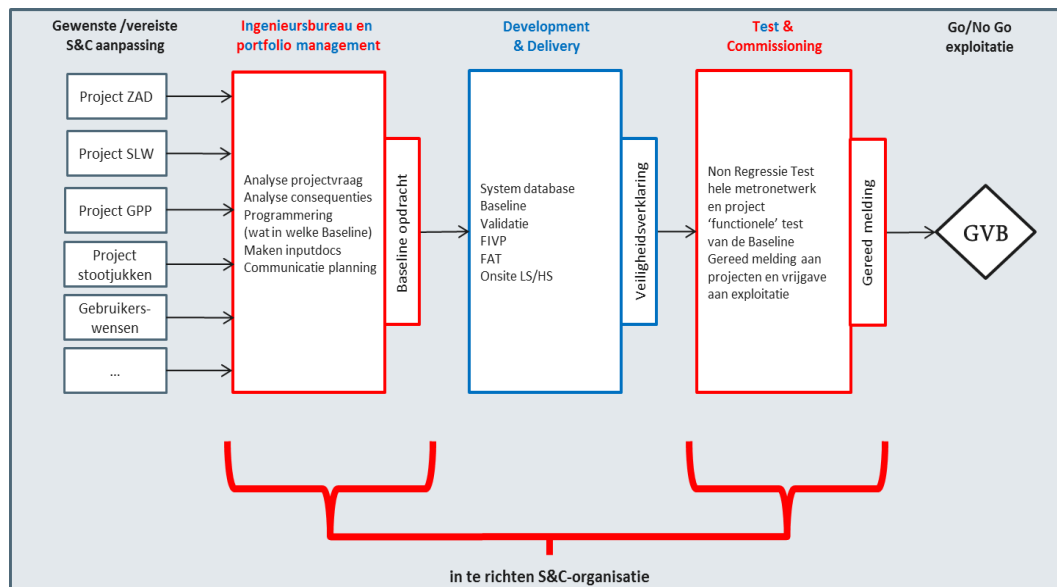 Gewenste /vereiste
S&C aanpassing
Ingenieursbureau en
portfolio management
Development
& Delivery
Test &
Commissioning
Go/No Go
exploitatie
Project ZAD
Project SLW
Project GPP
Project
stootjukken
Gebruikers-
wensen
...
Analyse projectvraag
Analyse consequenties
Programmering
(wat in welke Baseline)
Maken inputdocs
Communicatie planning
Baseline opdracht
System database
Baseline
Validatie
FIVP
FAT
Onsite LS/HS
Veiligheidsverklaring
Non Regressie Test
hele metronetwerk
en project
‘functionele’ test
van de Baseline
Gereed melding aan
projecten en vrijgave
aan exploitatie
Gereed melding
GVB
in te richten S&C-organisatie